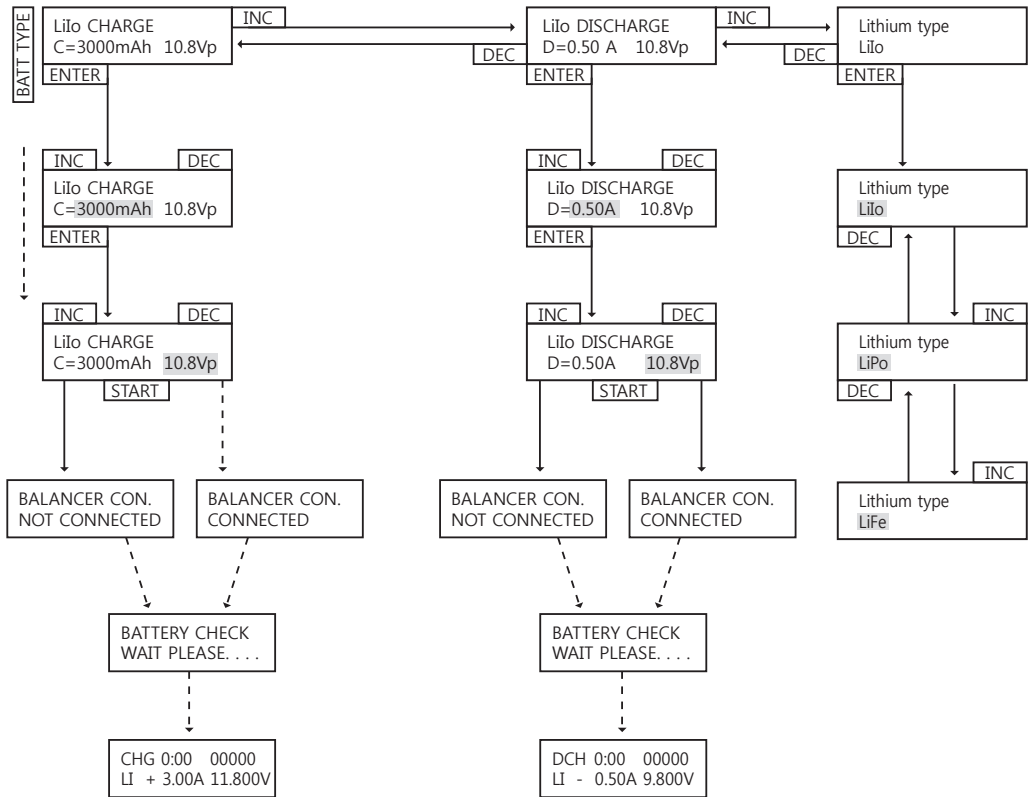 BATT TYPE
LiIo CHARGE
C=3000mAh 10.8Vp
INC
DEC
ENTER
LiIo DISCHARGE
D=0.50 A 10.8Vp
INC
DEC
ENTER
Lithium type
LiIo
ENTER
INC
DEC
LiIo CHARGE
C=3000mAh 10.8Vp
ENTER
INC
DEC
LiIo DISCHARGE
D=0.50A 10.8Vp
ENTER
Lithium type
LiIo
DEC
INC
DEC
LiIo CHARGE
C=3000mAh 10.8Vp
START
INC
DEC
LiIo DISCHARGE
D=0.50A 10.8Vp
START
INC
Lithium type
LiPo
DEC
BALANCER CON.
NOT CONNECTED
BALANCER CON.
CONNECTED
BALANCER CON.
NOT CONNECTED
BALANCER CON.
CONNECTED
INC
Lithium type
LiFe
BATTERY CHECK
WAIT PLEASE. . . .
BATTERY CHECK
WAIT PLEASE. . . .
CHG 0:00 00000
LI + 3.00A 11.800V
DCH 0:00 00000
LI - 0.50A 9.800V